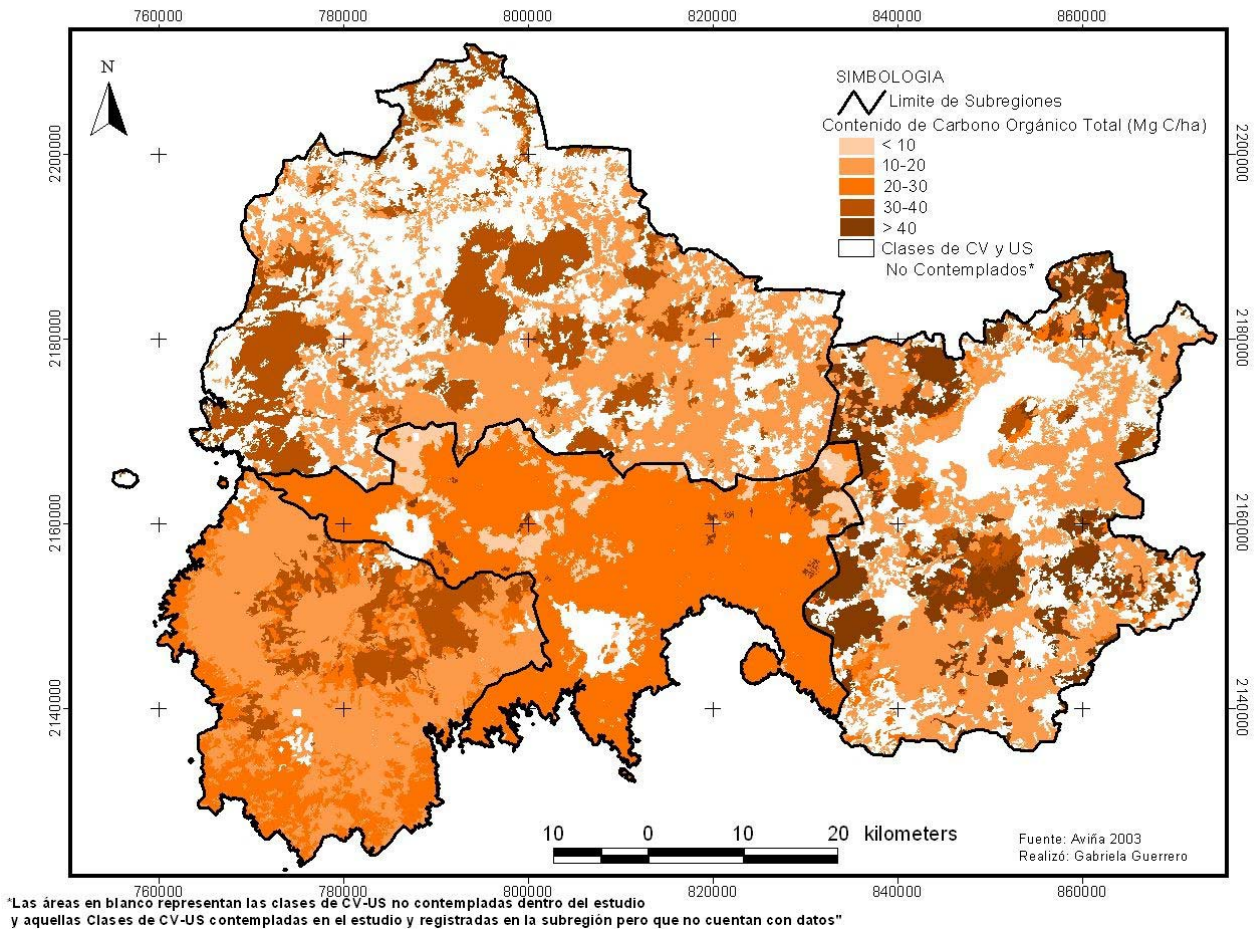 760000 780000 800000 820000 840000 860000
N
SIMBOLOGIA
Limite de Subregiones
Contenido de Carbono Orgánico Total (Mg C/ha)
< 10
10-20
20-30
30-40
> 40
Clases de CV y US
No Contemplados*
2200000 2200000
2180000 2180000
2160000 2160000
2140000 2140000
10 0 10 20 kilometers
Fuente: Aviña 2003
Realizó: Gabriela Guerrero
760000 780000 800000 820000 840000 860000
*Las áreas en blanco representan las clases de CV-US no contempladas dentro del estudio
y aquellas Clases de CV-US contempladas en el estudio y registradas en la subregión pero que no cuentan con datos"